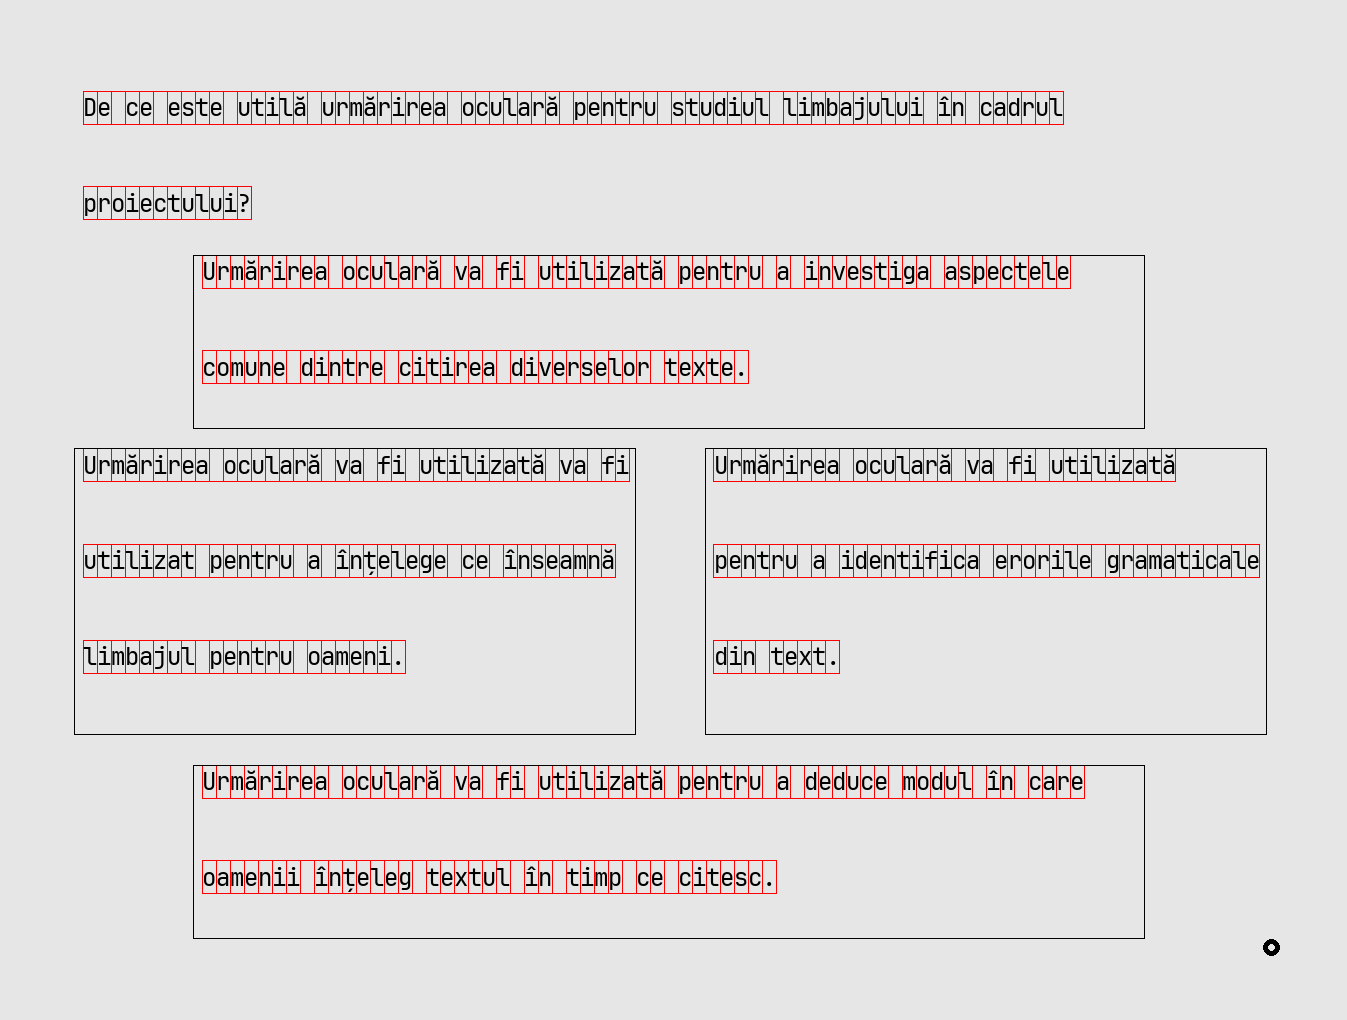 De ce este utilă urmărirea oculară pentru studiul limbajului în cadrul
proiectului?
Urmărirea oculară va fi utilizată pentru a investiga aspectele
comune dintre citirea diverselor texte.
Urmărirea oculară va fi utilizată va fi
utilizat pentru a înțelege ce înseamnă
limbajul pentru oameni.
Urmărirea oculară va fi utilizată
pentru a identifica erorile gramaticale
din text.
Urmărirea oculară va fi utilizată pentru a deduce modul în care
oamenii înțeleg textul în timp ce citesc.